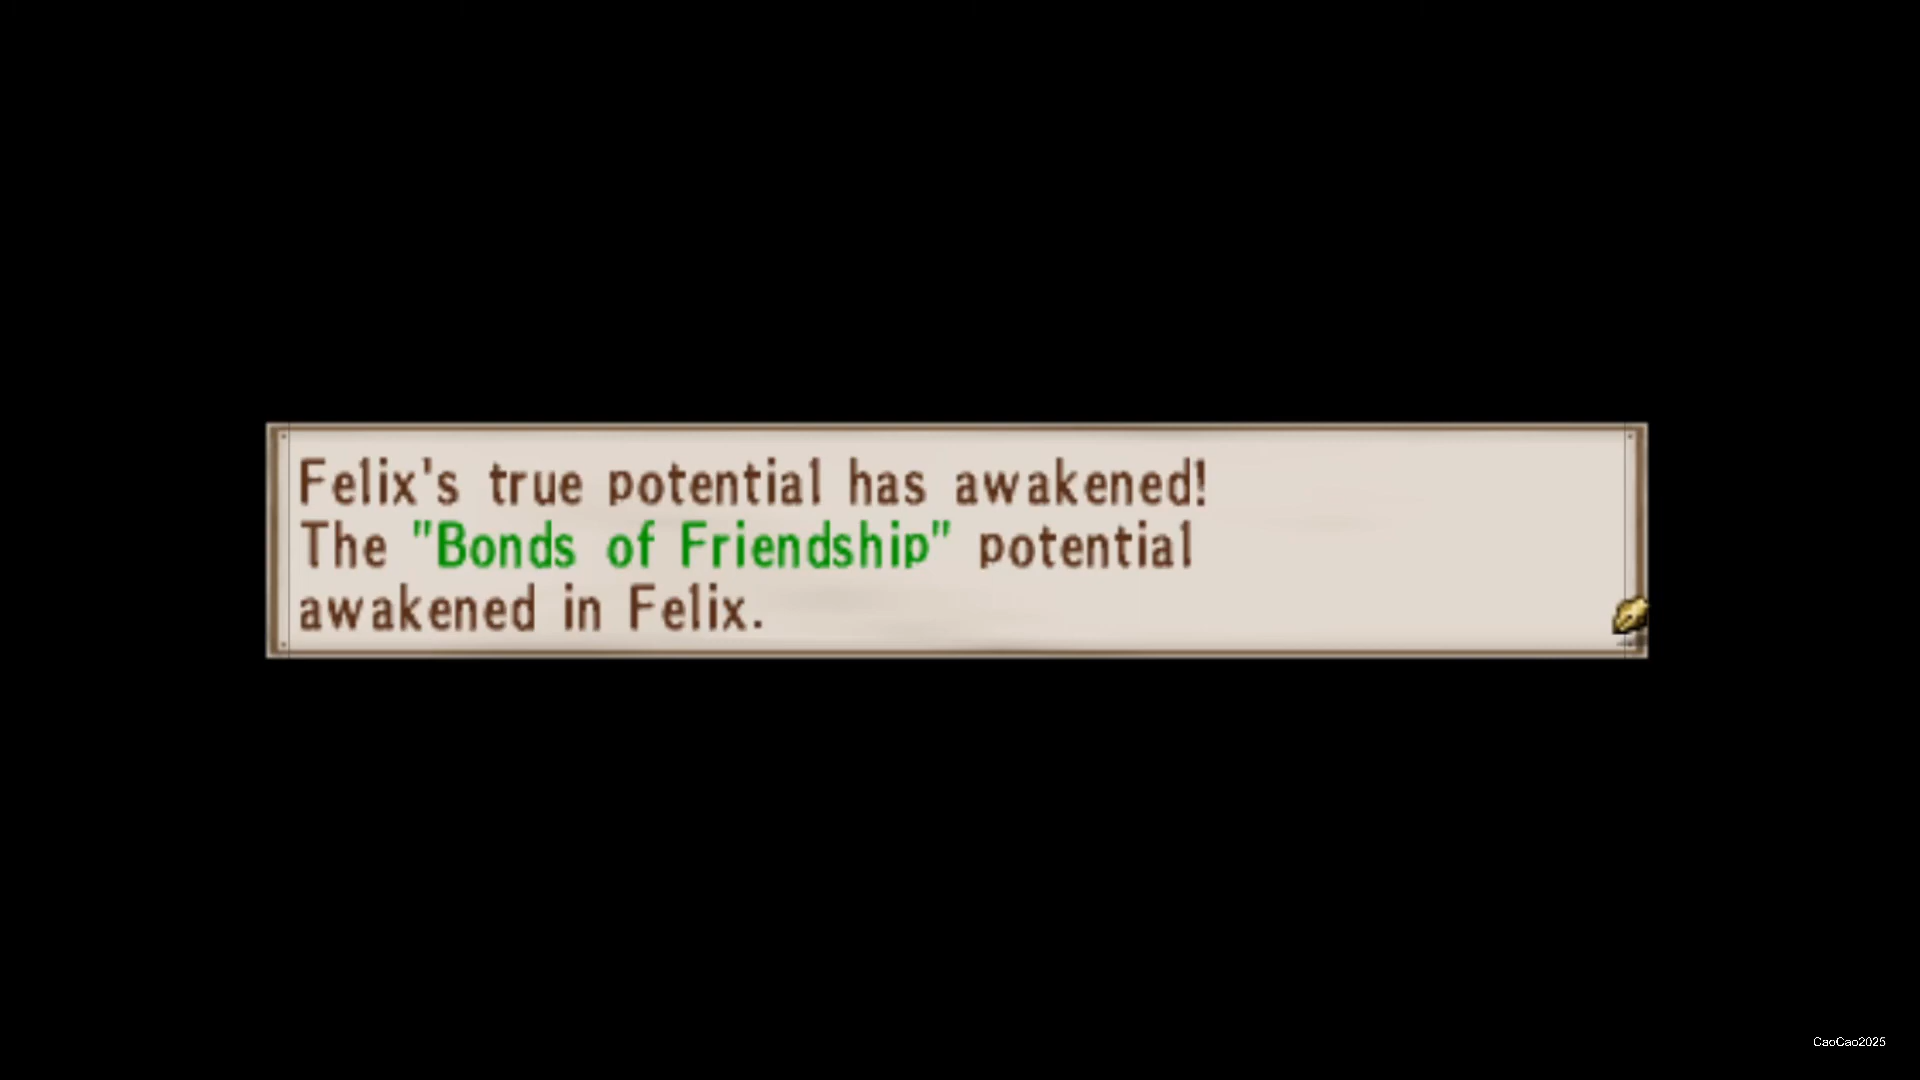 Felix's true potential has awakened!
The "Bonds of Friendship" potential
awakened in Felix.
CaoCao2025